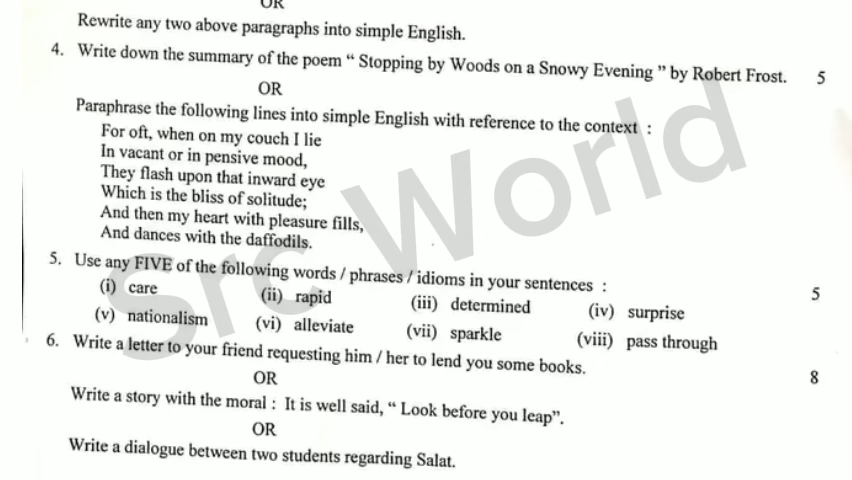 OR
Rewrite any two above paragraphs into simple English.
4. Write down the summary of the poem “ Stopping by Woods on a Snowy Evening ” by Robert Frost. 5
OR
Paraphrase the following lines into simple English with reference to the context :
For oft, when on my couch I lie
In vacant or in pensive mood,
They flash upon that inward eye
Which is the bliss of solitude;
And then my heart with pleasure fills,
And dances with the daffodils.
5. Use any FIVE of the following words / phrases / idioms in your sentences : 5
(i) care (ii) rapid (iii) determined (iv) surprise
(v) nationalism (vi) alleviate (vii) sparkle (viii) pass through
6. Write a letter to your friend requesting him / her to lend you some books. 8
OR
Write a story with the moral : It is well said, “ Look before you leap”.
OR
Write a dialogue between two students regarding Salat.
Src World